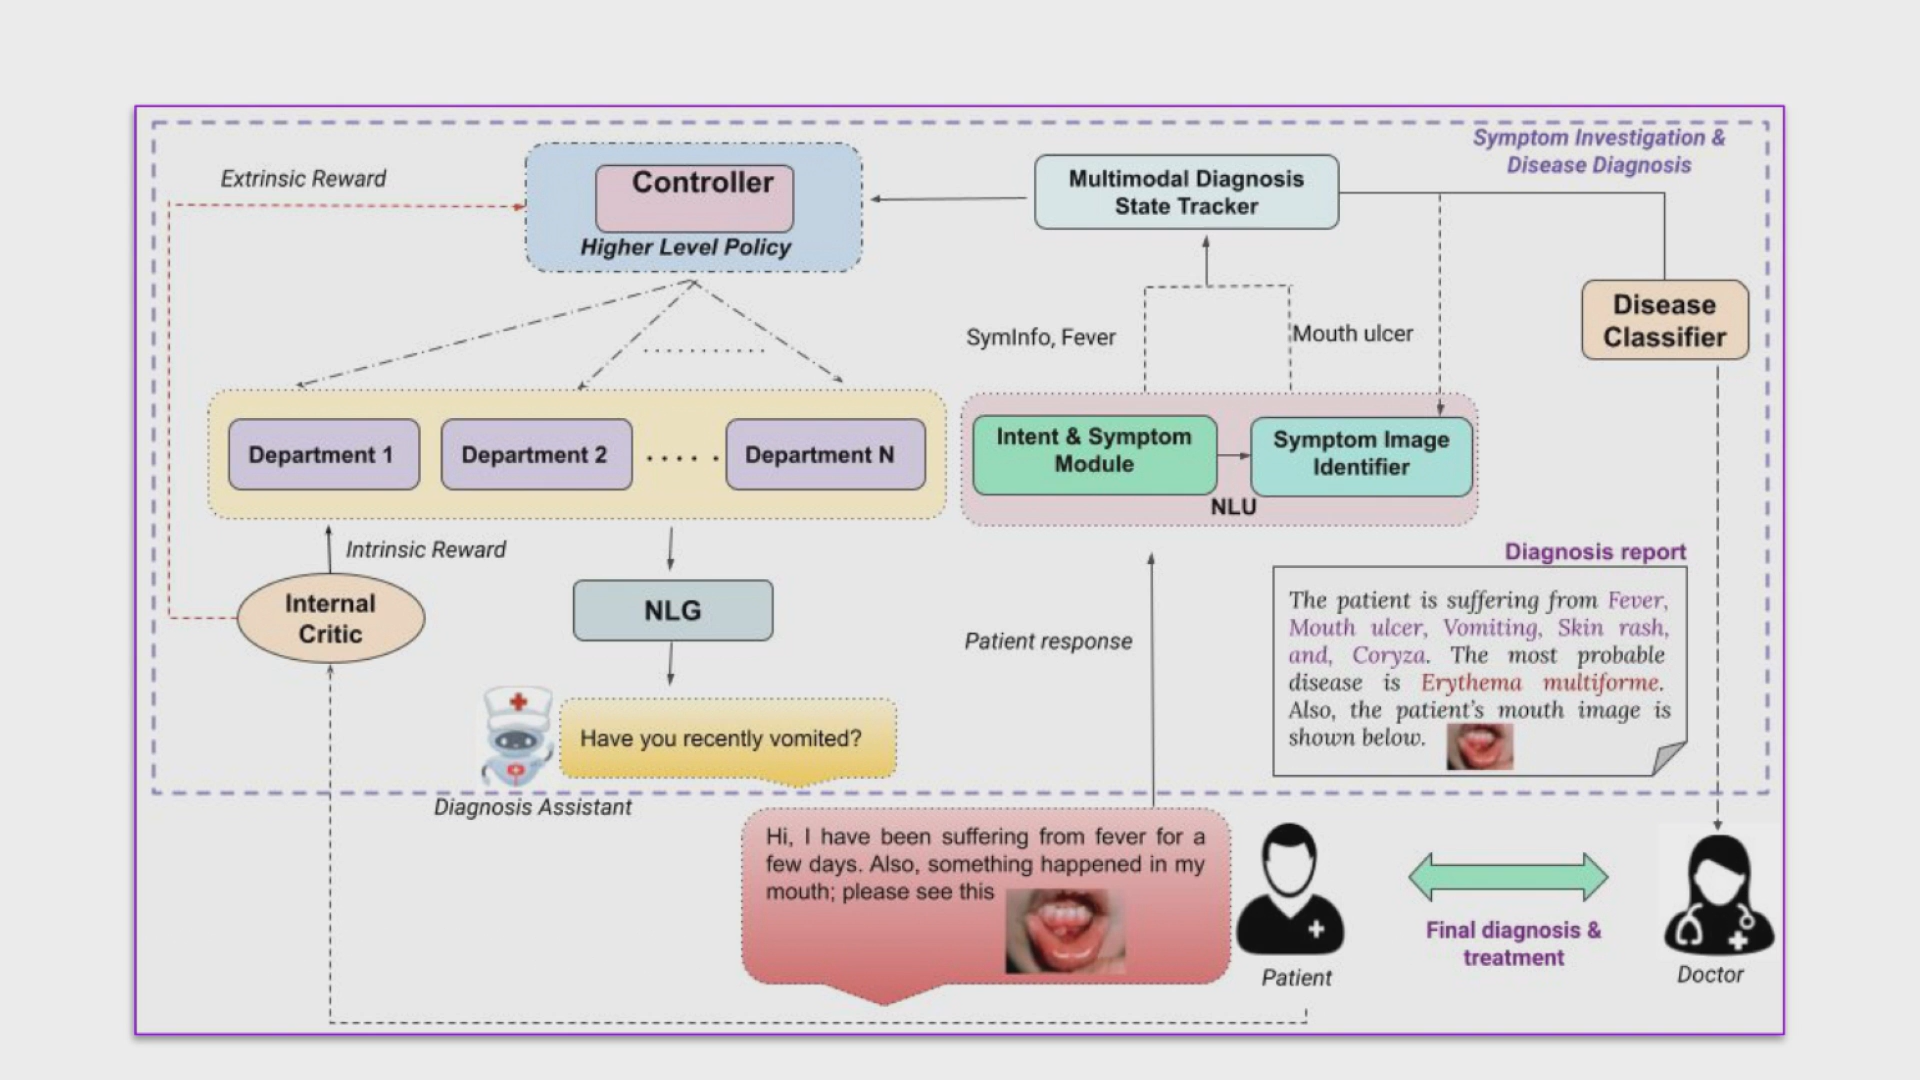 Symptom Investigation &
Disease Diagnosis
Extrinsic Reward
Controller
Higher Level Policy
Multimodal Diagnosis
State Tracker
Disease
Classifier
SymInfo, Fever
Mouth ulcer
. . . . . . . . . . .
Department 1
Department 2
. . . . .
Department N
Intent & Symptom
Module
Symptom Image
Identifier
NLU
Intrinsic Reward
Internal
Critic
NLG
Patient response
Diagnosis report
The patient is suffering from Fever,
Mouth ulcer, Vomiting, Skin rash,
and, Coryza. The most probable
disease is Erythema multiforme.
Also, the patient's mouth image is
shown below.
Have you recently vomited?
Diagnosis Assistant
Hi, I have been suffering from fever for a
few days. Also, something happened in my
mouth; please see this
Patient
Final diagnosis &
treatment
Doctor